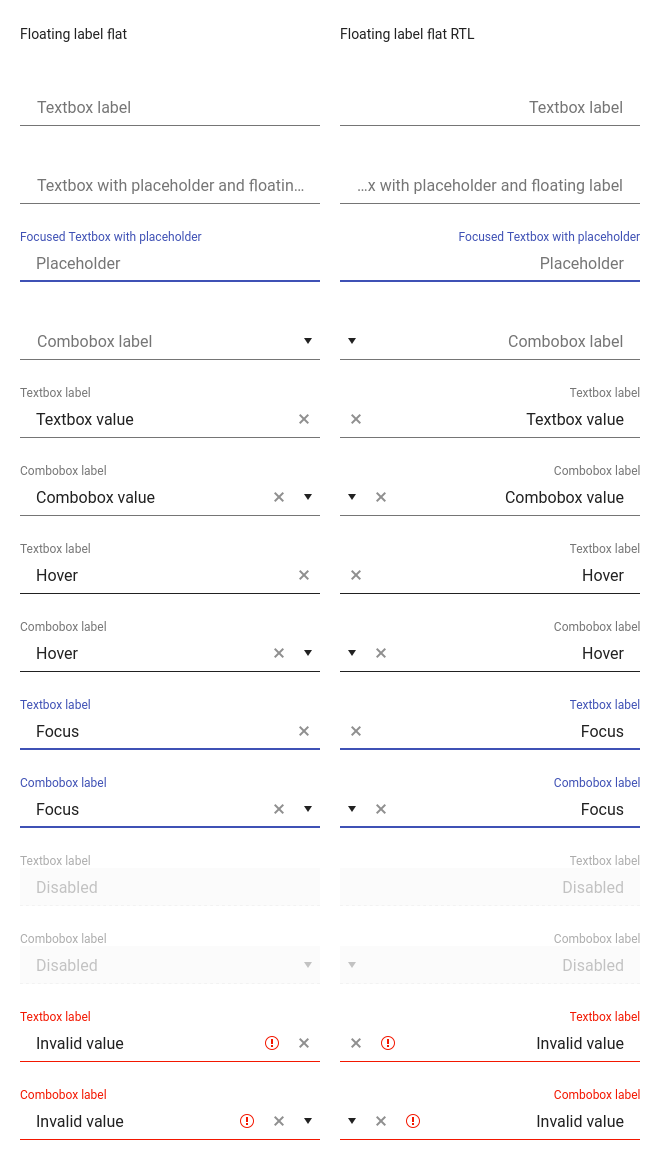 Floating label flat
Floating label flat RTL
Textbox label
Textbox label
Textbox with placeholder and floatin...
...x with placeholder and floating label
Focused Textbox with placeholder
Focused Textbox with placeholder
Placeholder
Placeholder
Combobox label
Combobox label
Textbox label
Textbox label
Textbox value
Textbox value
Combobox label
Combobox label
Combobox value
Combobox value
Textbox label
Textbox label
Hover
Hover
Combobox label
Combobox label
Hover
Hover
Textbox label
Textbox label
Focus
Focus
Combobox label
Combobox label
Focus
Focus
Textbox label
Textbox label
Disabled
Disabled
Combobox label
Combobox label
Disabled
Disabled
Textbox label
Textbox label
Invalid value
Invalid value
Combobox label
Combobox label
Invalid value
Invalid value